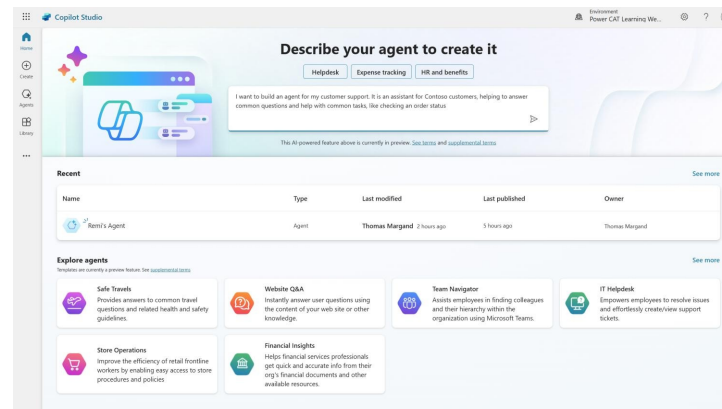 Copilot Studio
Environment
Power CAT Learning We...
Home
Create
Agents
Library
Describe your agent to create it
Helpdesk
Expense tracking
HR and benefits
I want to build an agent for my customer support. It is an assistant for Contoso customers, helping to answer
common questions and help with common tasks, like checking an order status
This AI-powered feature above is currently in preview. See terms and supplemental terms
Recent
See more
Name Type Last modified Last published Owner
Remi's Agent Agent Thomas Margand 2 hours ago 5 hours ago Thomas Margand
Explore agents
See more
Templates are currently a preview feature: See supplemental terms.
Safe Travels
Provides answers to common travel
questions and related health and safety
guidelines.
Website Q&A
Instantly answer user questions using
the content of your web site or other
knowledge.
Team Navigator
Assists employees in finding colleagues
and their hierarchy within the
organization using Microsoft Teams.
IT Helpdesk
Empowers employees to resolve issues
and effortlessly create/view support
tickets.
Store Operations
Improve the efficiency of retail frontline
workers by enabling easy access to store
procedures and policies
Financial Insights
Helps financial services professionals
get quick and accurate info from their
org's financial documents and other
available resources.